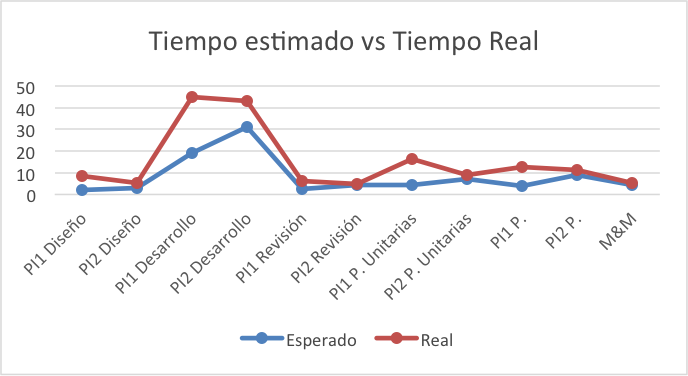 Tiempo estimado vs Tiempo Real
50
40
30
20
10
0
PI1 Diseño
PI2 Diseño
PI1 Desarrollo
PI2 Desarrollo
PI1 Revisión
PI2 Revisión
PI1 P. Unitarias
PI2 P. Unitarias
PI1 P.
PI2 P.
M&M
Esperado Real